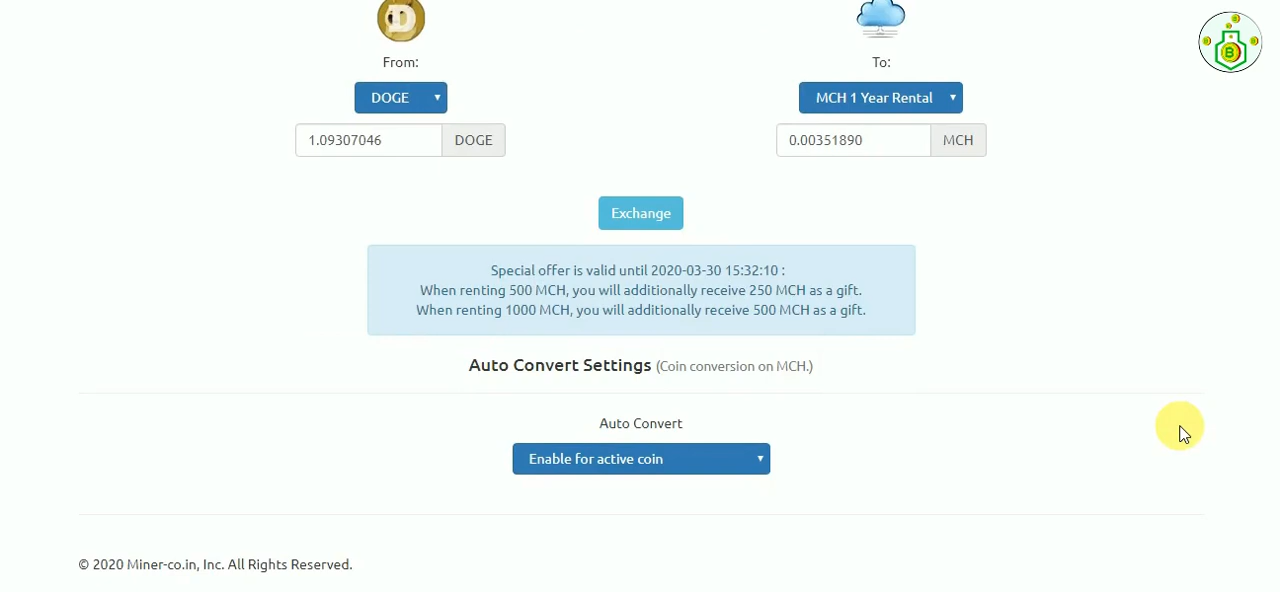 From:
To:
DOGE
MCH 1 Year Rental
1.09307046 DOGE
0.00351890 MCH
Exchange
Special offer is valid until 2020-03-30 15:32:10 :
When renting 500 MCH, you will additionally receive 250 MCH as a gift.
When renting 1000 MCH, you will additionally receive 500 MCH as a gift.
Auto Convert Settings (Coin conversion on MCH.)
Auto Convert
Enable for active coin
© 2020 Miner-co.in, Inc. All Rights Reserved.